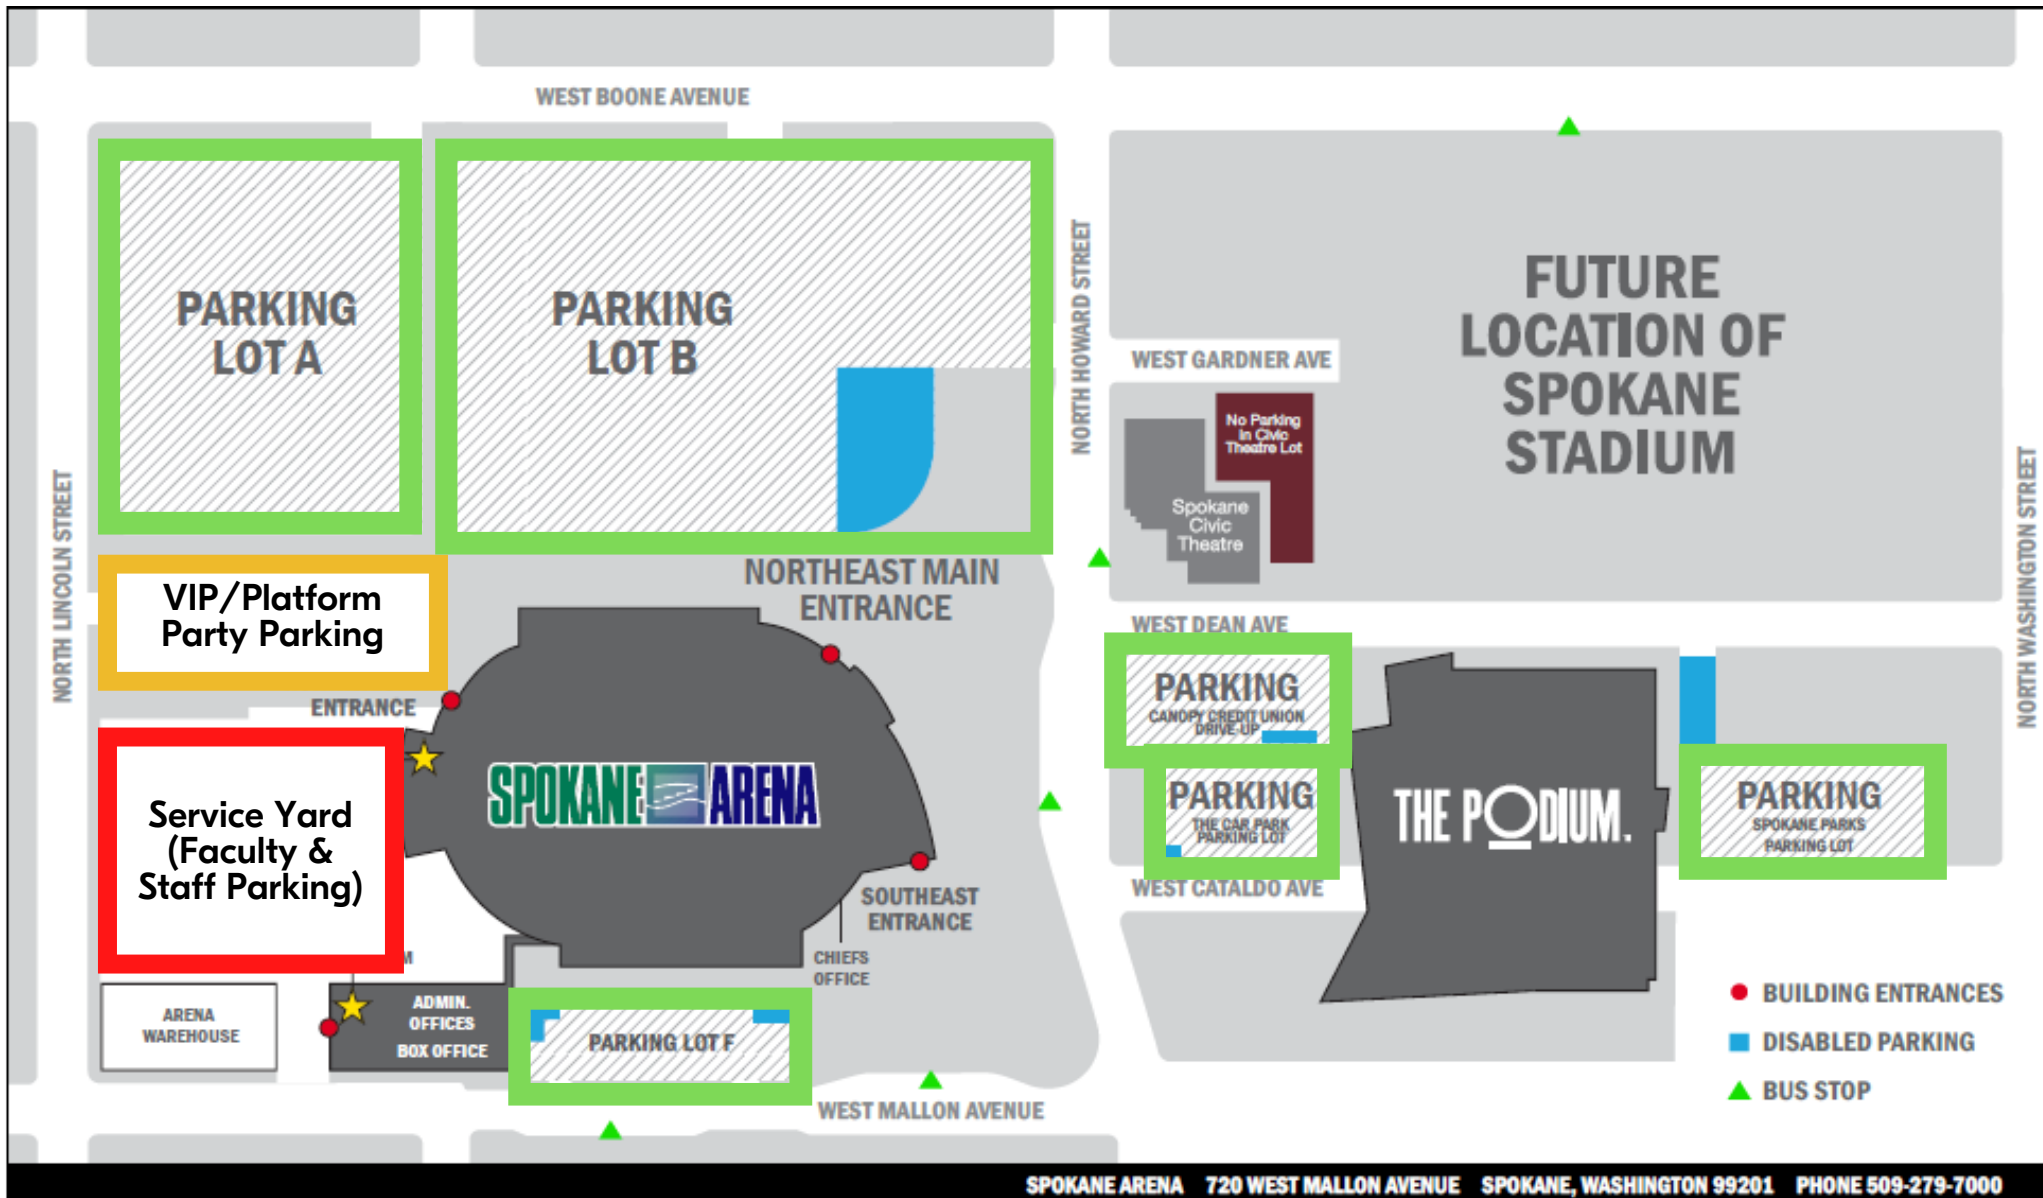 WEST BOONE AVENUE
PARKING
LOT A
PARKING
LOT B
NORTH HOWARD STREET
FUTURE
LOCATION OF
SPOKANE
STADIUM
WEST GARDNER AVE
No Parking
In Civic
Theatre Lot
Spokane
Civic
Theatre
NORTH LINCOLN STREET
NORTH WASHINGTON STREET
VIP/Platform
Party Parking
NORTHEAST MAIN
ENTRANCE
WEST DEAN AVE
ENTRANCE
PARKING
CANOPY CREDIT UNION
DRIVE-UP
Service Yard
(Faculty &
Staff Parking)
SPOKANE ARENA
PARKING
THE CAR PARK
PARKING LOT
THE PODIUM.
PARKING
SPOKANE PARKS
PARKING LOT
WEST CATALDO AVE
SOUTHEAST
ENTRANCE
CHIEFS
OFFICE
M
ARENA
WAREHOUSE
ADMIN.
OFFICES
BOX OFFICE
PARKING LOT F
BUILDING ENTRANCES
DISABLED PARKING
BUS STOP
WEST MALLON AVENUE
SPOKANE ARENA 720 WEST MALLON AVENUE SPOKANE, WASHINGTON 99201 PHONE 509-279-7000